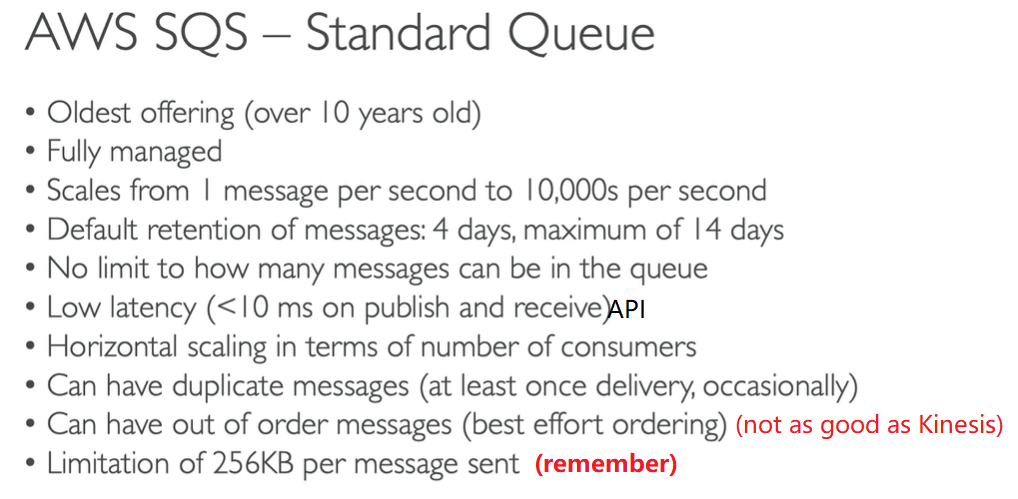 AWS SQS – Standard Queue
• Oldest offering (over 10 years old)
• Fully managed
• Scales from 1 message per second to 10,000s per second
• Default retention of messages: 4 days, maximum of 14 days
• No limit to how many messages can be in the queue
• Low latency (<10 ms on publish and receive)API
• Horizontal scaling in terms of number of consumers
• Can have duplicate messages (at least once delivery, occasionally)
• Can have out of order messages (best effort ordering) (not as good as Kinesis)
• Limitation of 256KB per message sent (remember)